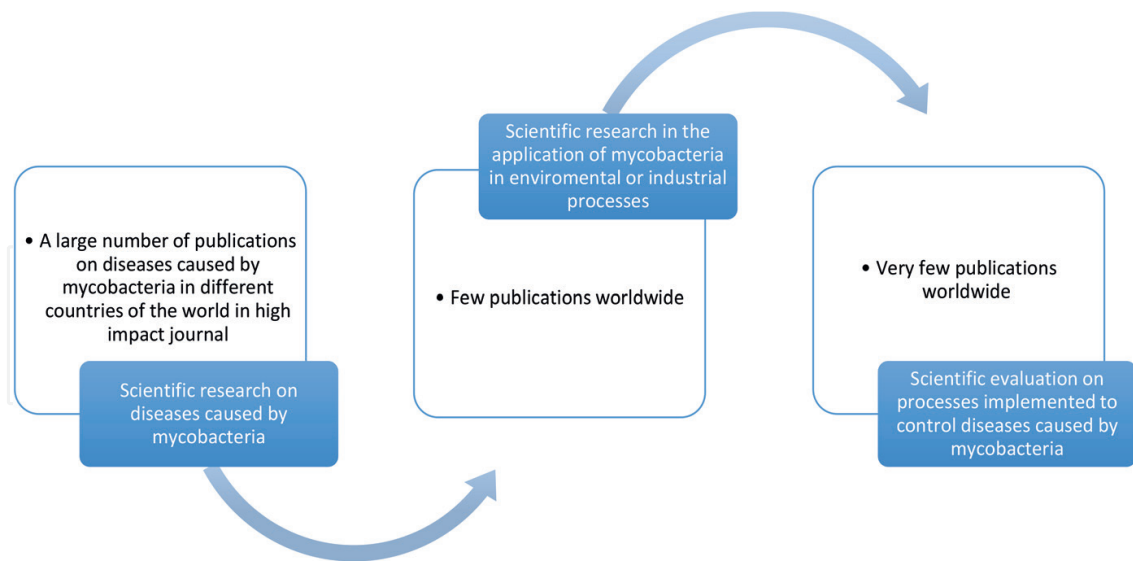 • A large number of publications
on diseases caused by
mycobacteria in different
countries of the world in high
impact journal
Scientific research on
diseases caused by
mycobacteria
Scientific research in the
application of mycobacteria
in enviromental or industrial
processes
• Few publications worldwide
• Very few publications
worldwide
Scientific evaluation on
processes implemented to
control diseases caused by
mycobacteria